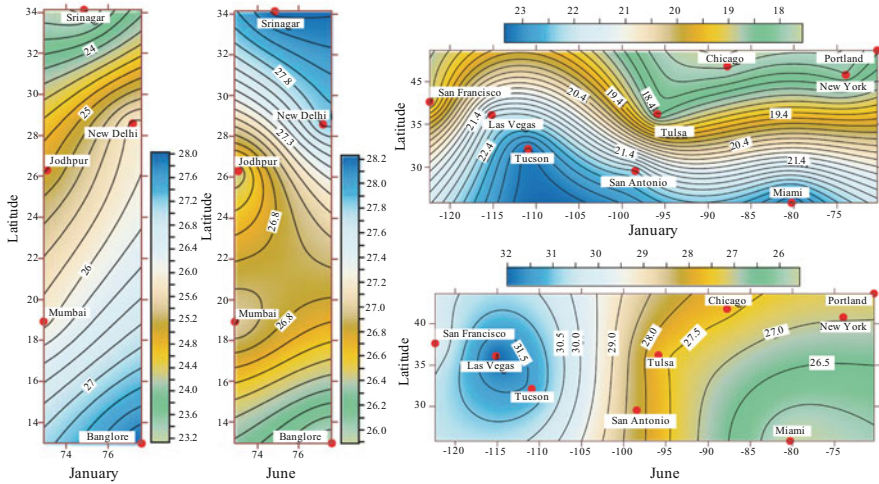 34
32
30
28
26
24
22
20
18
16
14
Latitude
Srinagar
24
25
New Delhi
Jodhpur
26
Mumbai
27
Banglore
74
76
January
28.0
27.6
27.2
26.8
26.4
26.0
25.6
25.2
24.8
24.4
24.0
23.6
23.2
34
32
30
28
26
24
22
20
18
16
14
Latitude
Srinagar
27.8
New Delhi
27.3
Jodhpur
26.8
Mumbai
26.8
Banglore
74
76
June
28.2
28.0
27.8
27.6
27.4
27.2
27.0
26.8
26.6
26.4
26.2
26.0
23 22 21 20 19 18
Latitude
45
35
30
Chicago
Portland
New York
San Francisco
Las Vegas
Tucson
Tulsa
San Antonio
Miami
20.4
19.4
18.4
21.4
22.4
19.4
20.4
21.4
21.4
-120 -115 -110 -105 -100 -95 -90 -85 -80 -75
January
32 31 30 29 28 27 26
Latitude
40
35
30
Chicago
Portland
New York
San Francisco
Las Vegas
Tucson
Tulsa
San Antonio
Miami
31.5
30.5
30.0
29.0
28.0
27.5
27.0
26.5
-120 -115 -110 -105 -100 -95 -90 -85 -80 -75
June